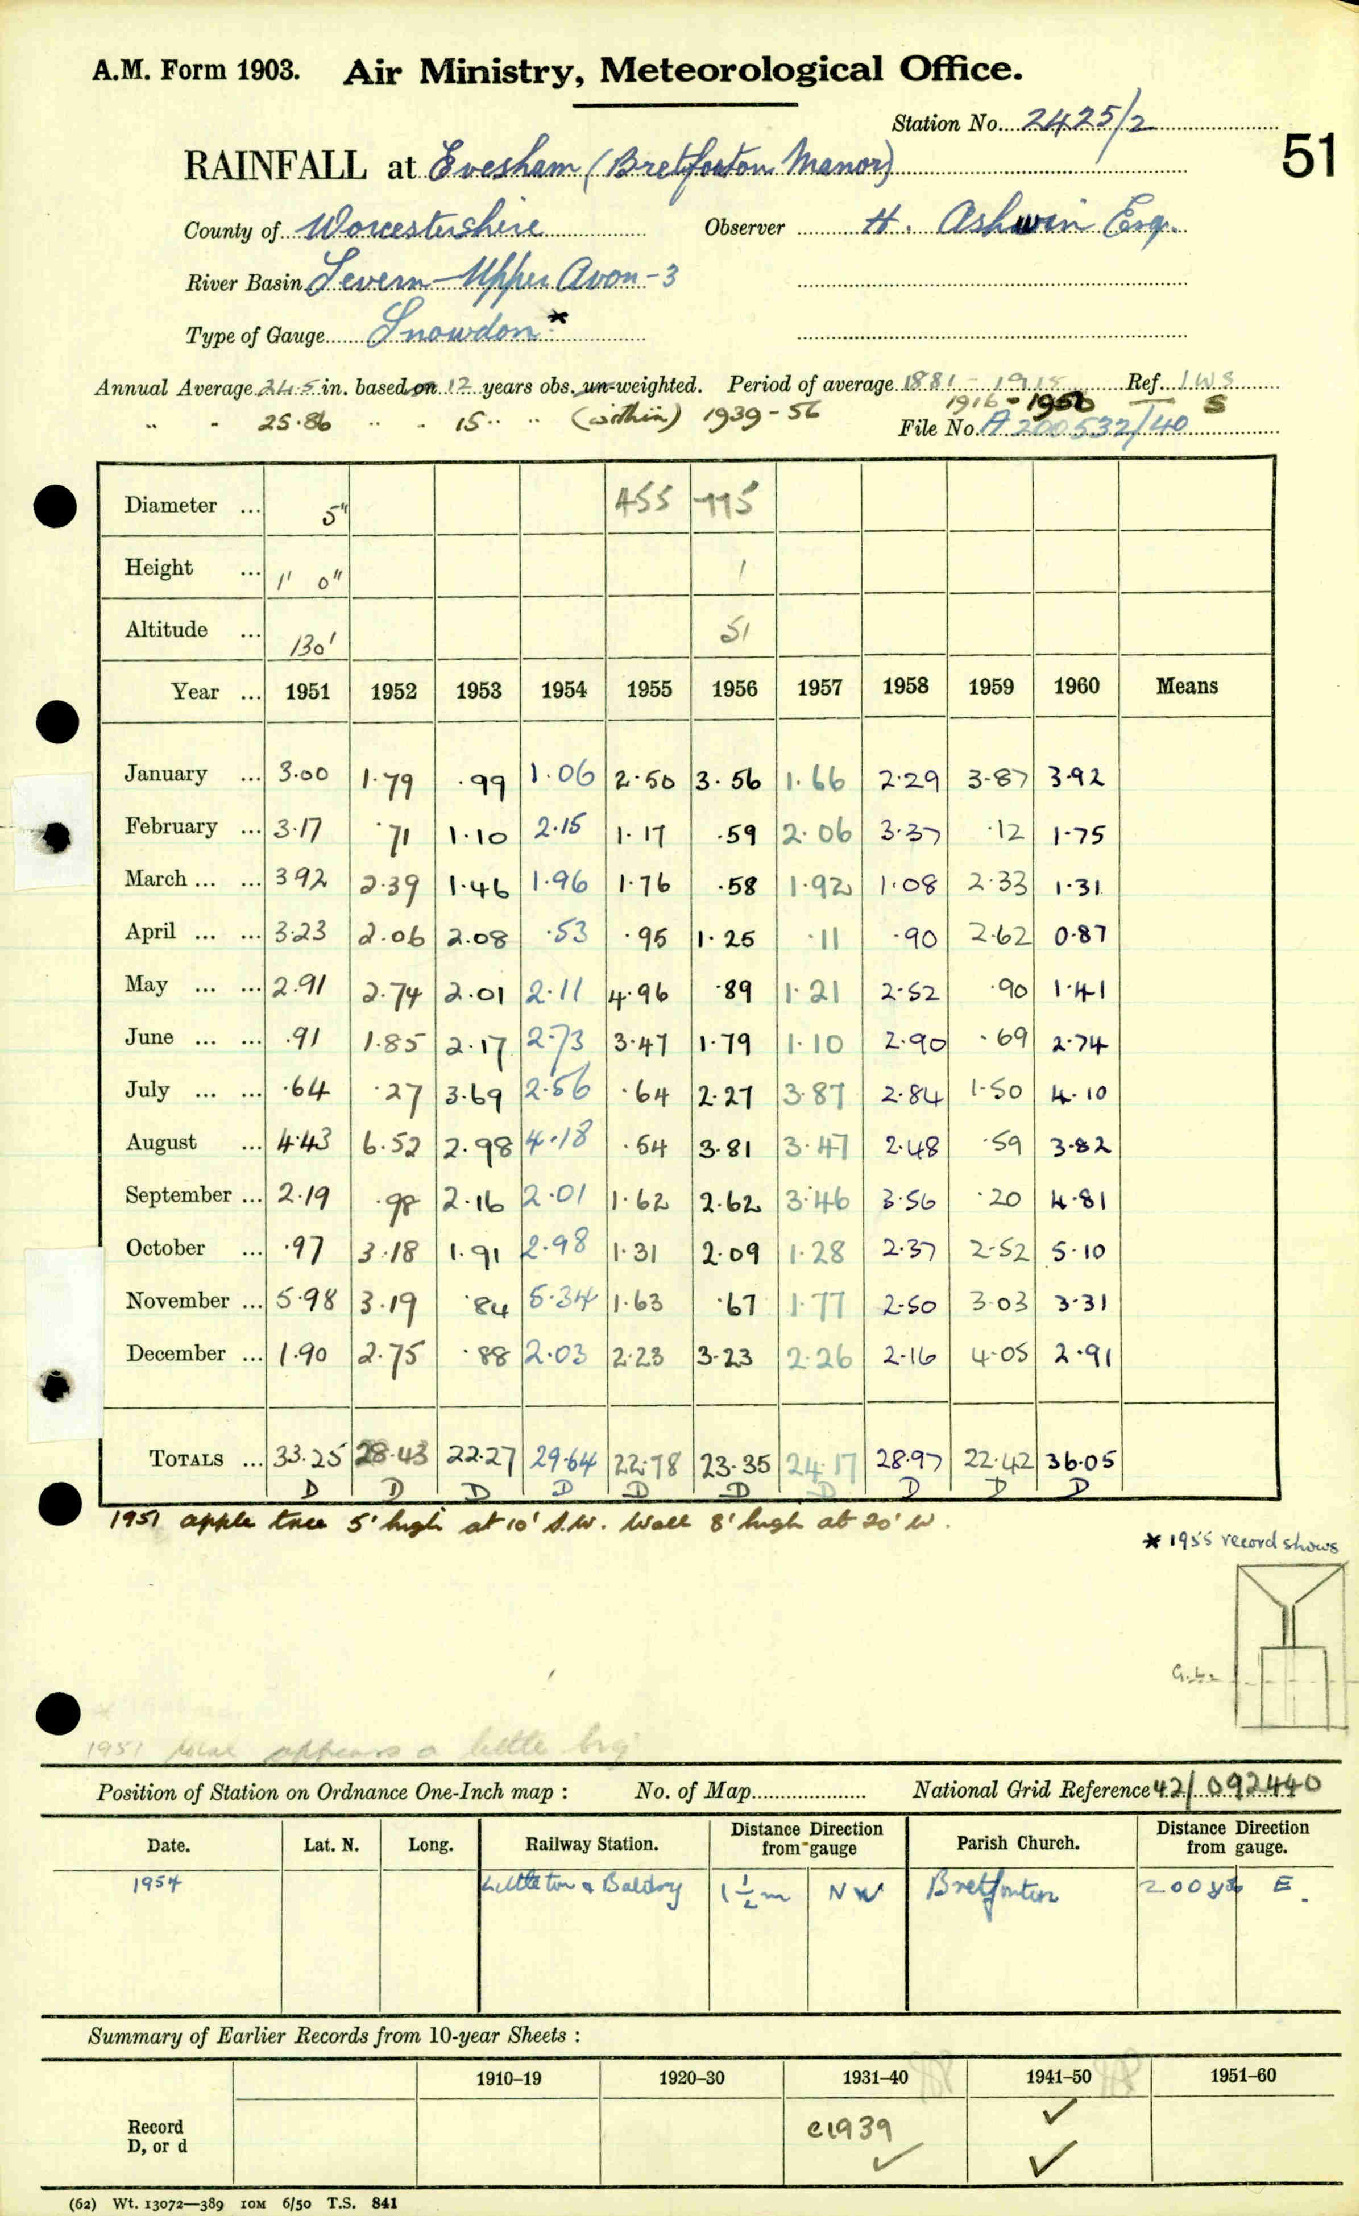 A.M. Form 1903. Air Ministry, Meteorological Office.
Station No. 2425/2
51
RAINFALL at Evesham (Bretforton Manor)
County of Worcestershire Observer H. Ashwin Esq.
River Basin Severn - Upper Avon - 3
Type of Gauge Snowdon *
Annual Average 24.5 in. based on 12 years obs. un-weighted. Period of average 1881 - 1915 Ref. IWS
1916 - 1950 S
" " 25.86 " " 15 " " (within) 1939 - 56
File No. A 200532/40
Diameter ... 5" 455 775
Height ... 1' 0" 1
Altitude ... 130' 51
Year ... 1951 1952 1953 1954 1955 1956 1957 1958 1959 1960 Means
January ... 3.00 1.79 .99 1.06 2.50 3.56 1.66 2.29 3.87 3.92
February ... 3.17 .71 1.10 2.15 1.17 .59 2.06 3.37 .12 1.75
March ... ... 3 92 2.39 1.46 1.96 1.76 .58 1.92 1.08 2.33 1.31
April ... ... 3.23 2.06 2.08 .53 .95 1.25 .11 .90 2.62 0.87
May ... ... 2.91 2.74 2.01 2.11 4.96 .89 1.21 2.52 .90 1.41
June ... ... .91 1.85 2.17 2.73 3.47 1.79 1.10 2.90 .69 2.74
July ... ... .64 .27 3.69 2.56 .64 2.27 3.87 2.84 1.50 4.10
August ... 4.43 6.52 2.98 4.18 .54 3.81 3.47 2.48 .59 3.82
September ... 2.19 .98 2.16 2.01 1.62 2.62 3.46 3.56 .20 4.81
October ... .97 3.18 1.91 2.98 1.31 2.09 1.28 2.37 2.52 5.10
November ... 5.98 3.19 .84 5.34 1.63 .67 1.77 2.50 3.03 3.31
December ... 1.90 2.75 .88 2.03 2.23 3.23 2.26 2.16 4.05 2.91
TOTALS ... 33.25 28.43 22.27 29.64 22.78 23.35 24.17 28.97 22.42 36.05
D D D D D D D D D D
1951 apple tree 5' high at 10' S.W. Wall 8' high at 20' W.
* 1955 record shows
G.L.
1951 total appears a little big
Position of Station on Ordnance One-Inch map : No. of Map National Grid Reference 42/092440
Date. Lat. N. Long. Railway Station. Distance Direction from gauge Parish Church. Distance Direction from gauge.
1954 Littleton & Badsey 1 1/2 m NW Bretforton 200 yds E.
Summary of Earlier Records from 10-year Sheets :
1910–19 1920–30 1931–40 1941–50 1951–60
Record D, or d c1939 ✓ ✓ ✓
(62) Wt. 13072—389 10M 6/50 T.S. 841